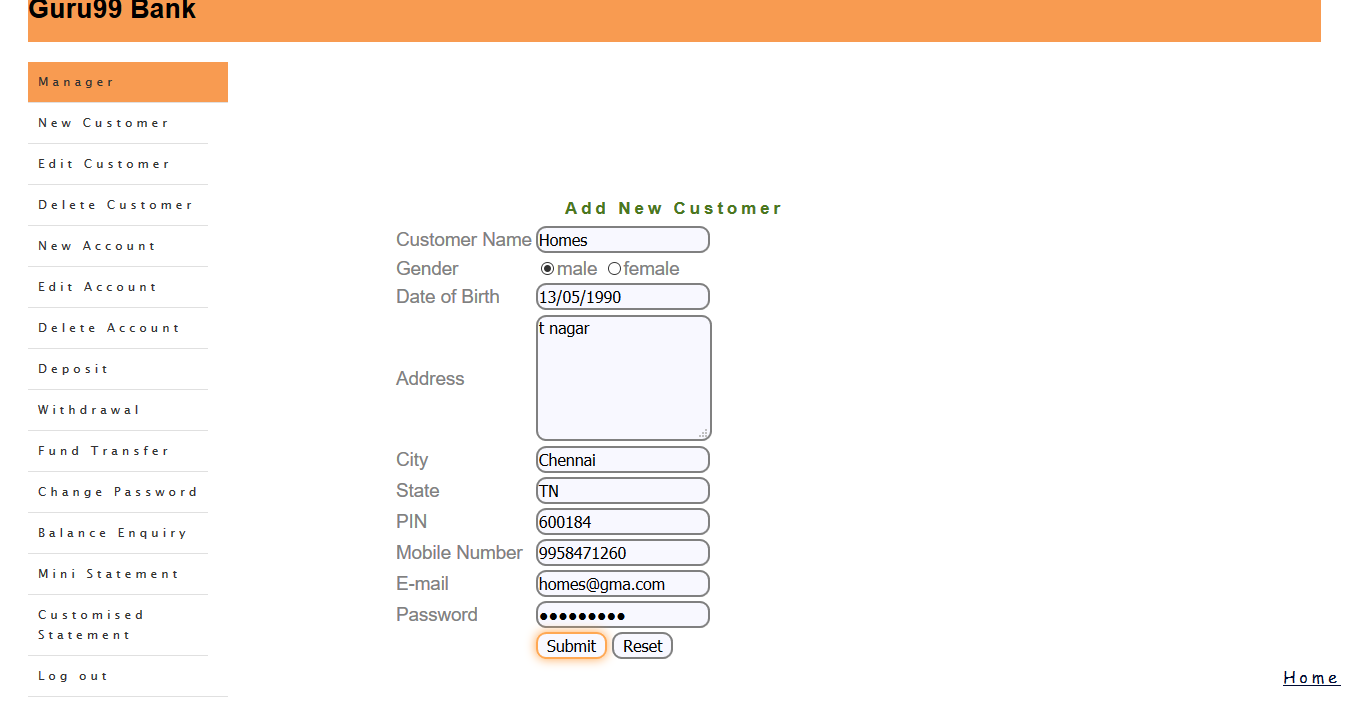 Guru99 Bank
Manager
New Customer
Edit Customer
Delete Customer
New Account
Edit Account
Delete Account
Deposit
Withdrawal
Fund Transfer
Change Password
Balance Enquiry
Mini Statement
Customised
Statement
Log out
Add New Customer
Customer Name Homes
Gender male female
Date of Birth 13/05/1990
Address t nagar
City Chennai
State TN
PIN 600184
Mobile Number 9958471260
E-mail homes@gma.com
Password •••••••••
Submit Reset
Home